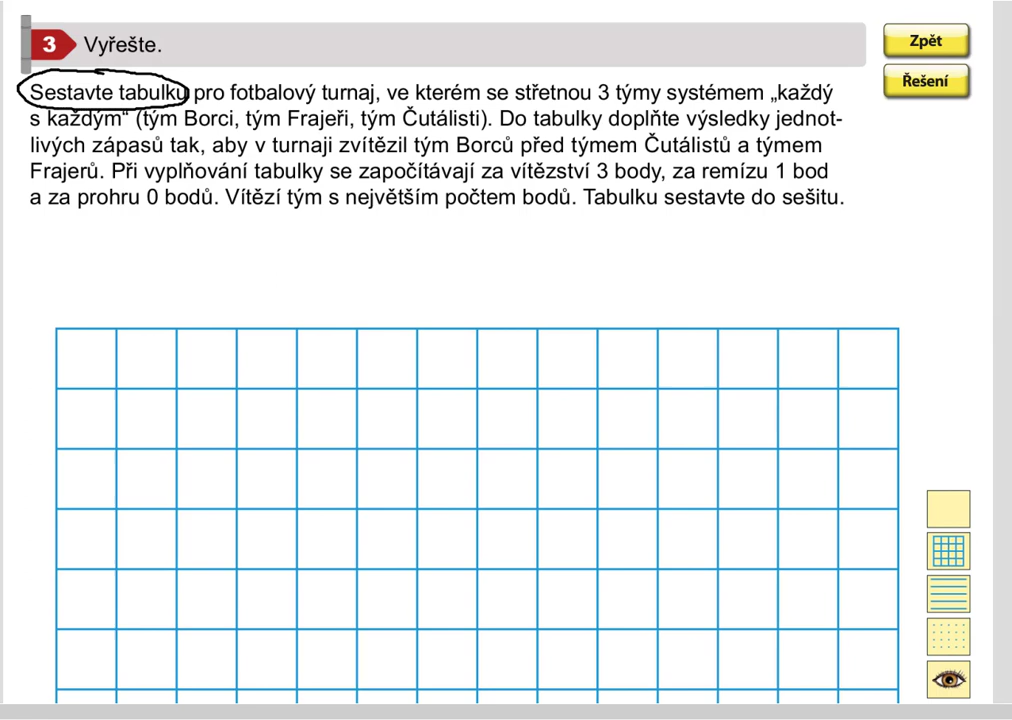 3 Vyřešte.
Zpět
Řešení
Sestavte tabulku pro fotbalový turnaj, ve kterém se střetnou 3 týmy systémem „každý
s každým“ (tým Borci, tým Frajeři, tým Čutálisti). Do tabulky doplňte výsledky jednot-
livých zápasů tak, aby v turnaji zvítězil tým Borců před týmem Čutálistů a týmem
Frajerů. Při vyplňování tabulky se započítávají za vítězství 3 body, za remízu 1 bod
a za prohru 0 bodů. Vítězí tým s největším počtem bodů. Tabulku sestavte do sešitu.